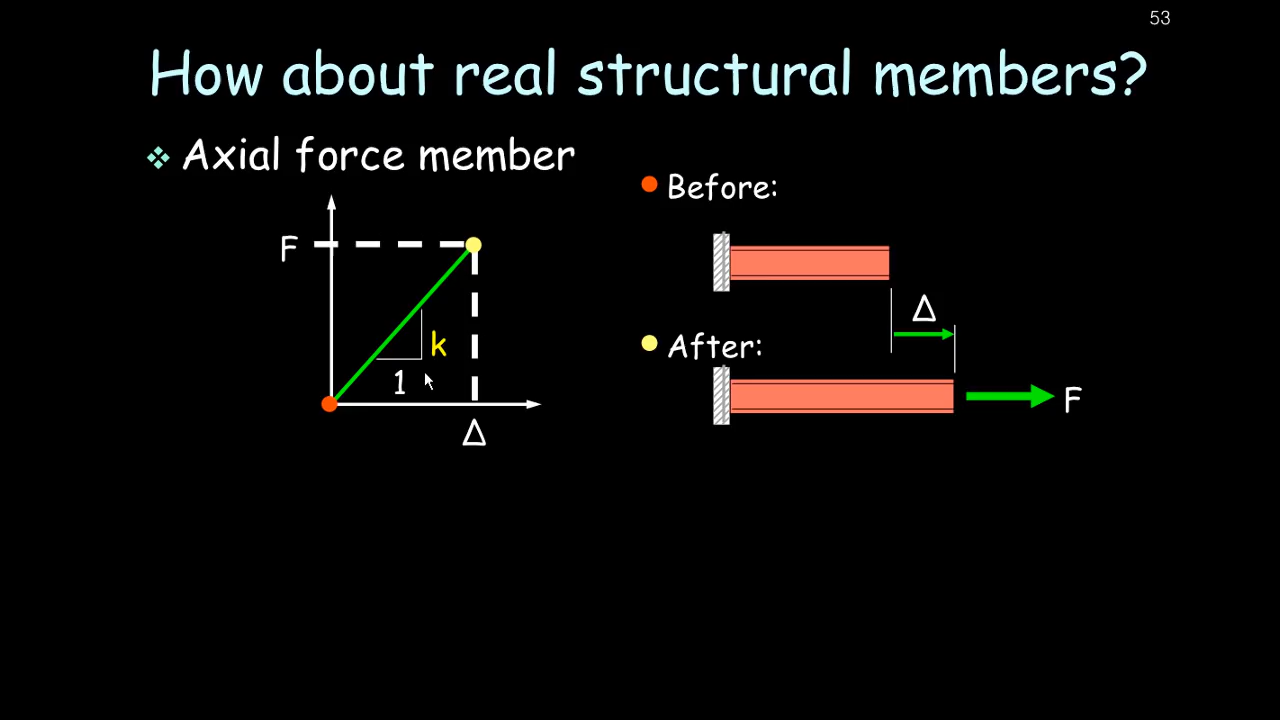 53
How about real structural members?
❖ Axial force member
F
k
1
Δ
Before:
Δ
After:
F